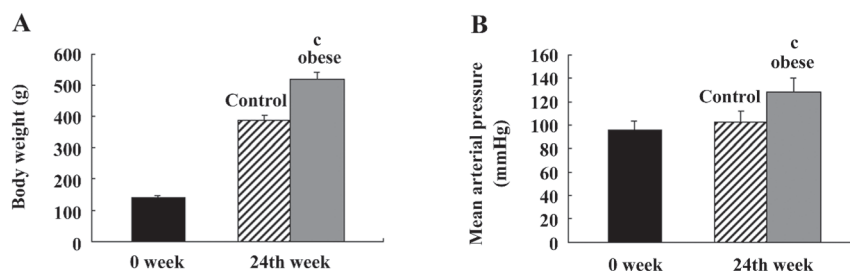 A
Body weight (g)
600
500
400
300
200
100
0
c
obese
Control
0 week
24th week
B
Mean arterial pressure
(mmHg)
160
140
120
100
80
60
40
20
0
c
obese
Control
0 week
24th week